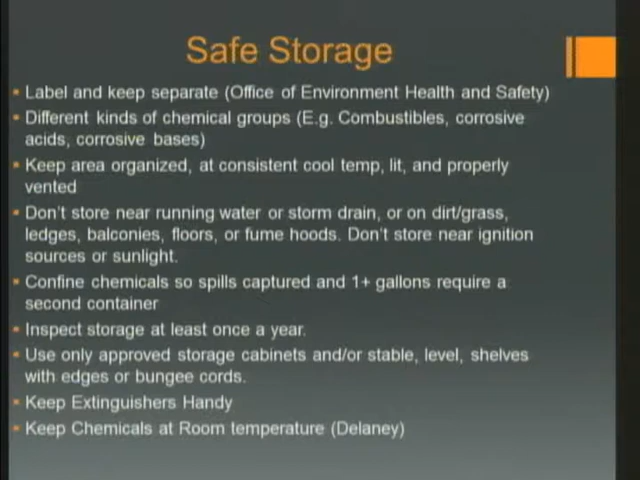 Safe Storage
Label and keep separate (Office of Environment Health and Safety)
Different kinds of chemical groups (E.g. Combustibles, corrosive
acids, corrosive bases)
Keep area organized, at consistent cool temp, lit, and properly
vented
Don't store near running water or storm drain, or on dirt/grass,
ledges, balconies, floors, or fume hoods. Don't store near ignition
sources or sunlight.
Confine chemicals so spills captured and 1+ gallons require a
second container
Inspect storage at least once a year.
Use only approved storage cabinets and/or stable, level, shelves
with edges or bungee cords.
Keep Extinguishers Handy
Keep Chemicals at Room temperature (Delaney)